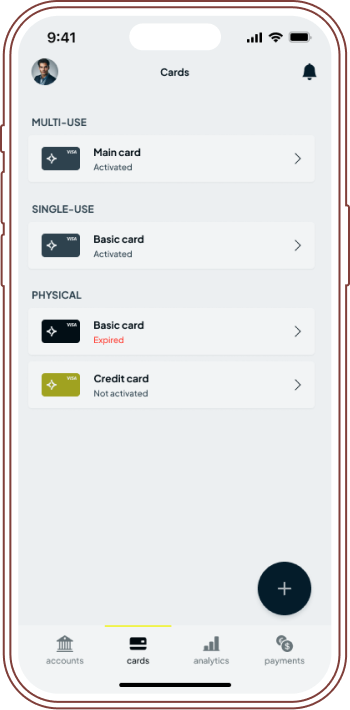 9:41
Cards
MULTI-USE
VISA
Main card
Activated
SINGLE-USE
VISA
Basic card
Activated
PHYSICAL
VISA
Basic card
Expired
VISA
Credit card
Not activated
+
accounts
cards
analytics
payments